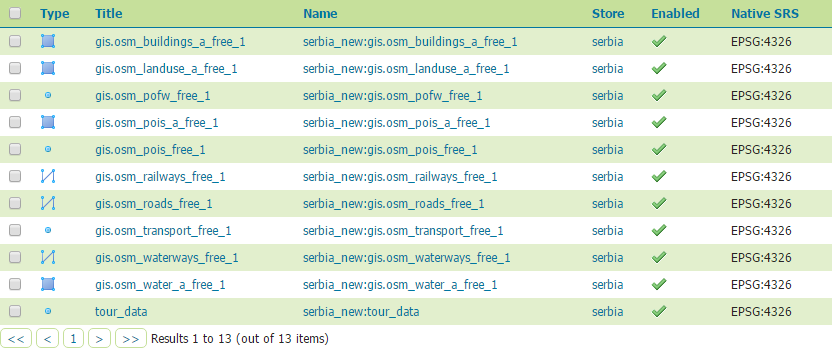 Type Title Name Store Enabled Native SRS
gis.osm_buildings_a_free_1 serbia_new:gis.osm_buildings_a_free_1 serbia EPSG:4326
gis.osm_landuse_a_free_1 serbia_new:gis.osm_landuse_a_free_1 serbia EPSG:4326
gis.osm_pofw_free_1 serbia_new:gis.osm_pofw_free_1 serbia EPSG:4326
gis.osm_pois_a_free_1 serbia_new:gis.osm_pois_a_free_1 serbia EPSG:4326
gis.osm_pois_free_1 serbia_new:gis.osm_pois_free_1 serbia EPSG:4326
gis.osm_railways_free_1 serbia_new:gis.osm_railways_free_1 serbia EPSG:4326
gis.osm_roads_free_1 serbia_new:gis.osm_roads_free_1 serbia EPSG:4326
gis.osm_transport_free_1 serbia_new:gis.osm_transport_free_1 serbia EPSG:4326
gis.osm_waterways_free_1 serbia_new:gis.osm_waterways_free_1 serbia EPSG:4326
gis.osm_water_a_free_1 serbia_new:gis.osm_water_a_free_1 serbia EPSG:4326
tour_data serbia_new:tour_data serbia EPSG:4326
<< < 1 > >> Results 1 to 13 (out of 13 items)